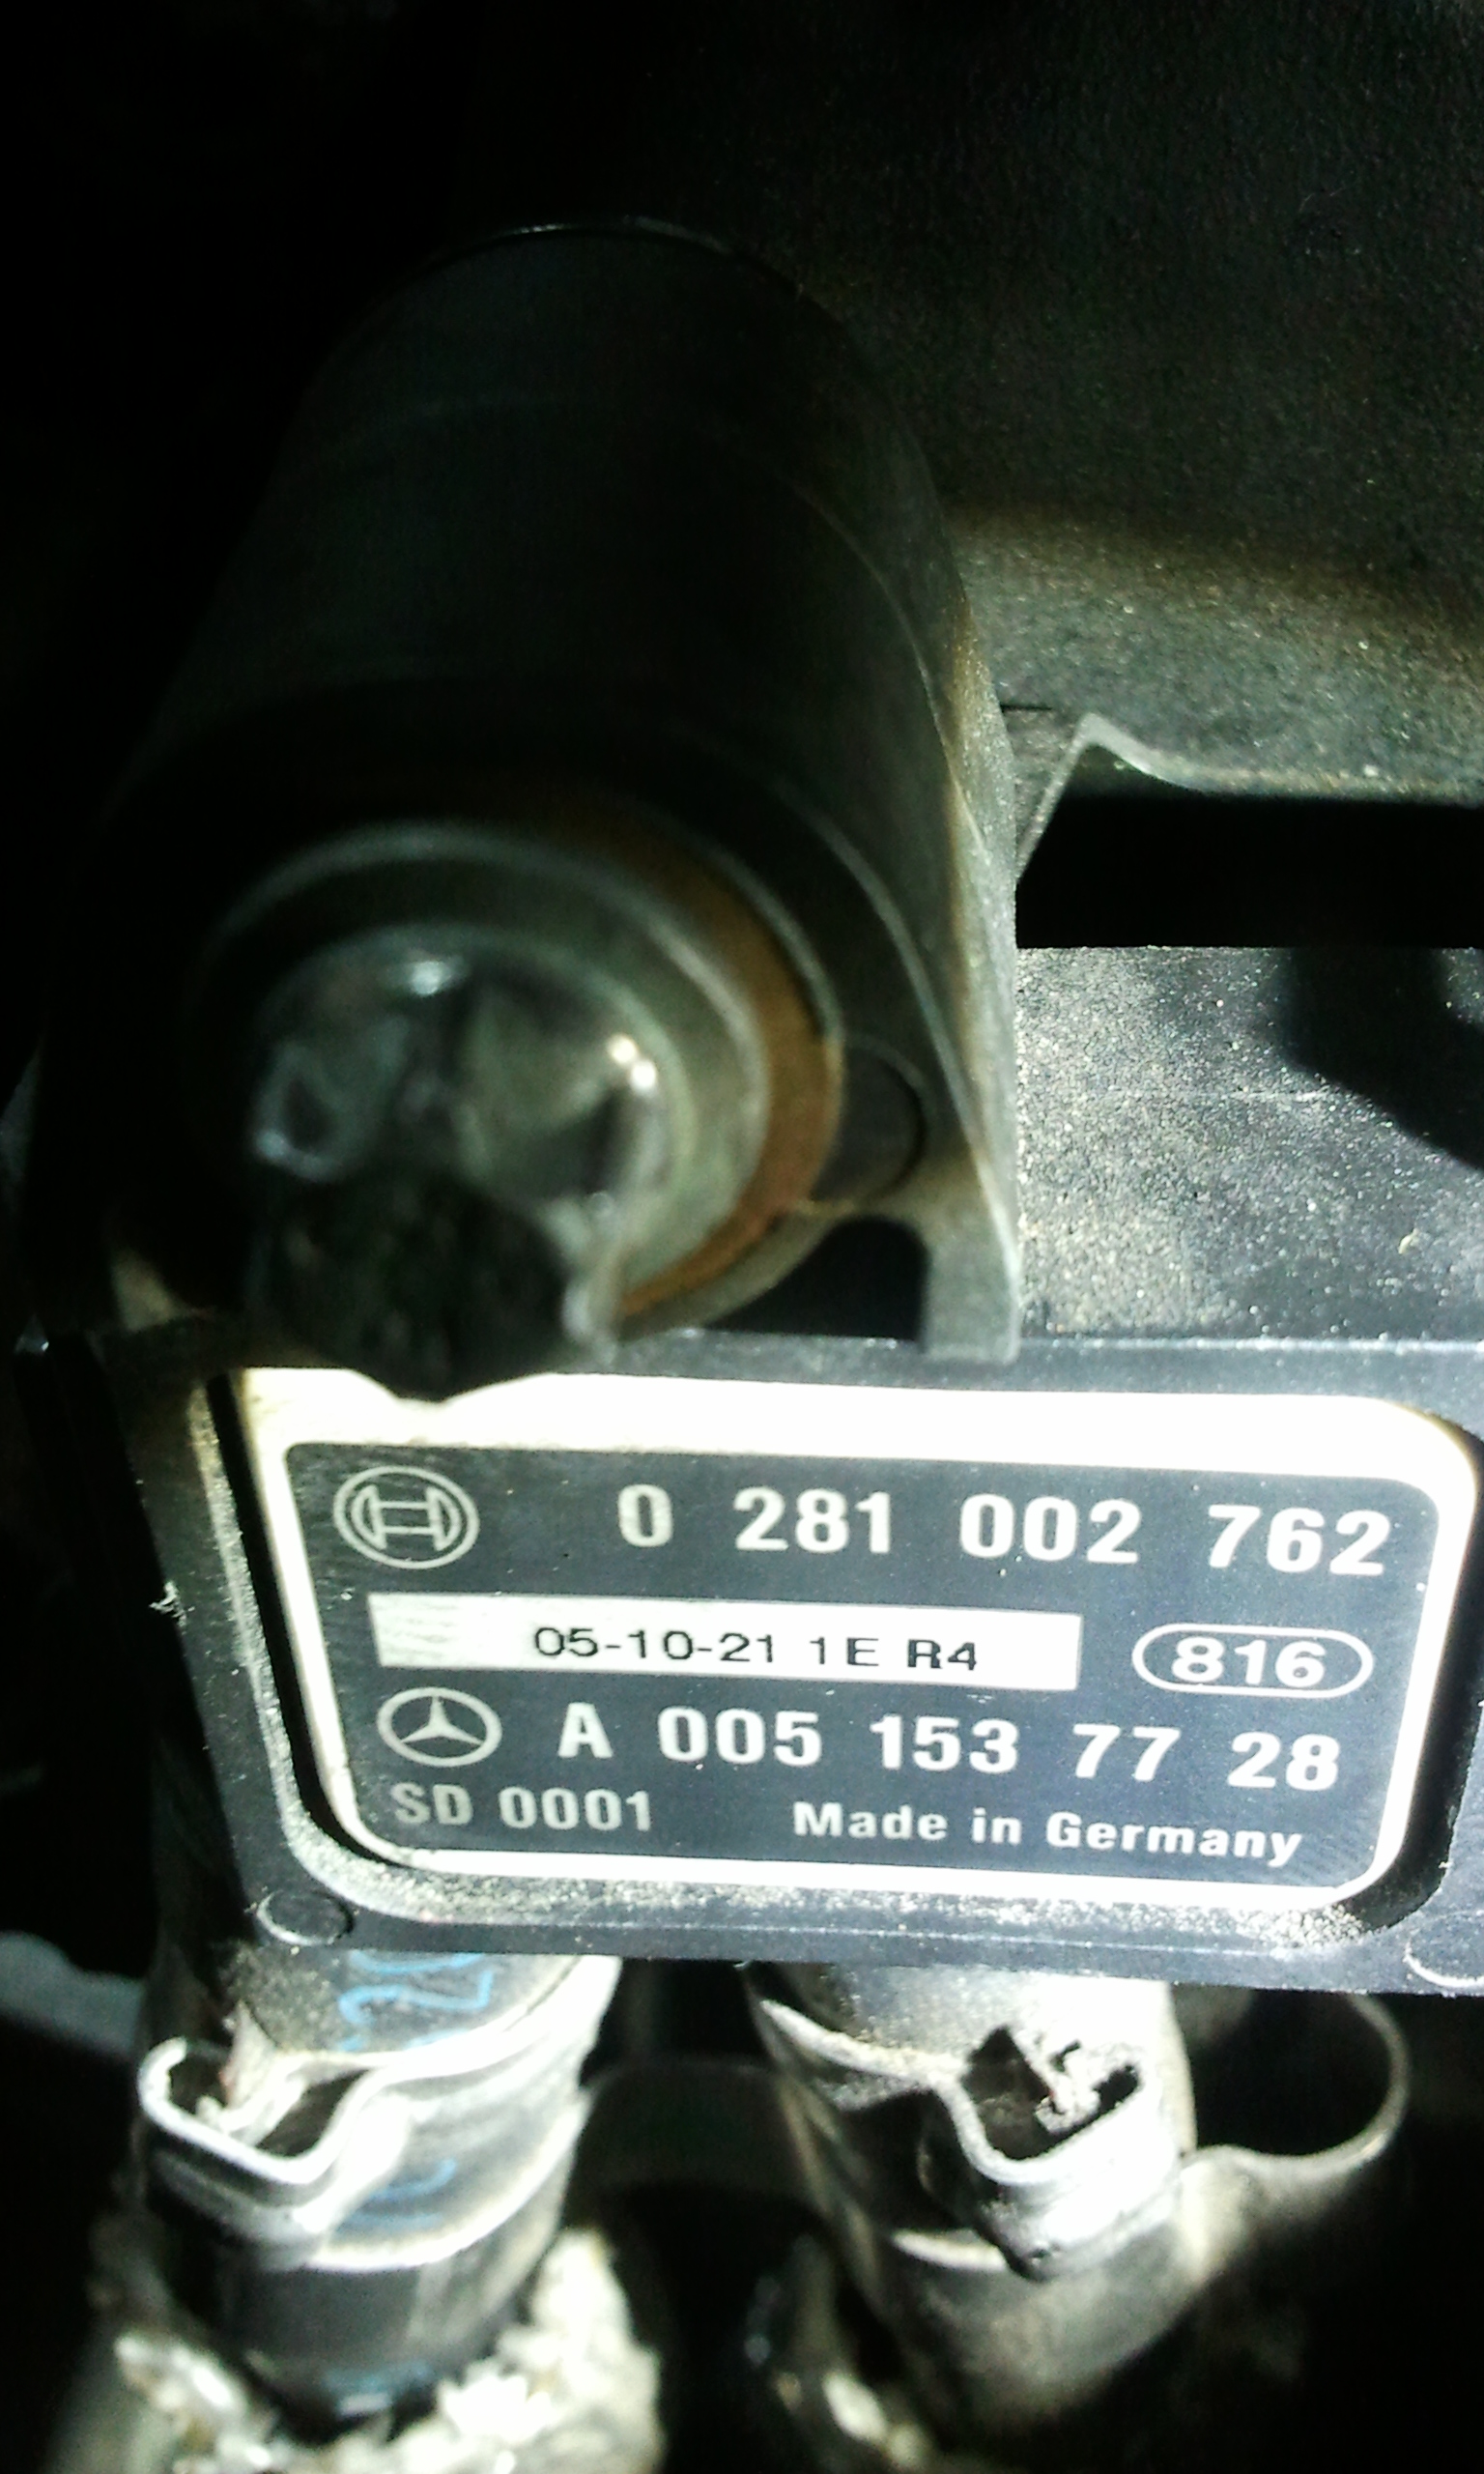 0 281 002 762
05-10-21 1E R4
816
A 005 153 77 28
SD 0001 Made in Germany